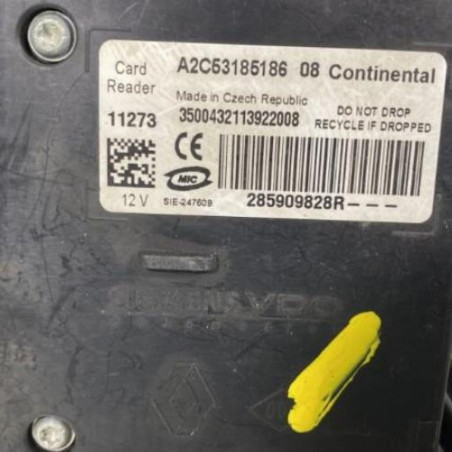 Card Reader
A2C53185186 08 Continental
Made in Czech Republic
DO NOT DROP
11273
3500432113922008
RECYCLE IF DROPPED
CE
MIC
12 V
SIE-247609
285909828R---
SIEMENS VDO